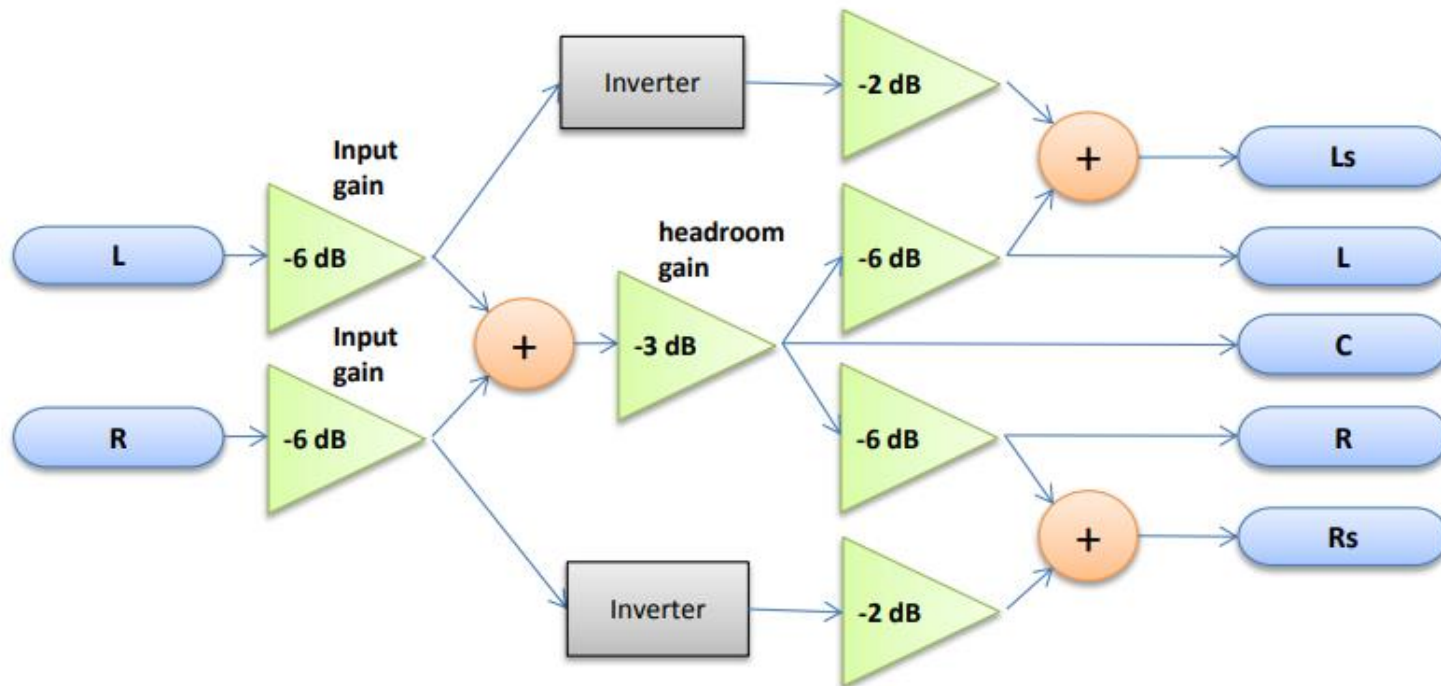 Inverter
-2 dB
+
Ls
Input
gain
L
-6 dB
headroom
gain
-6 dB
L
+
-3 dB
C
Input
gain
R
-6 dB
-6 dB
R
+
Rs
Inverter
-2 dB